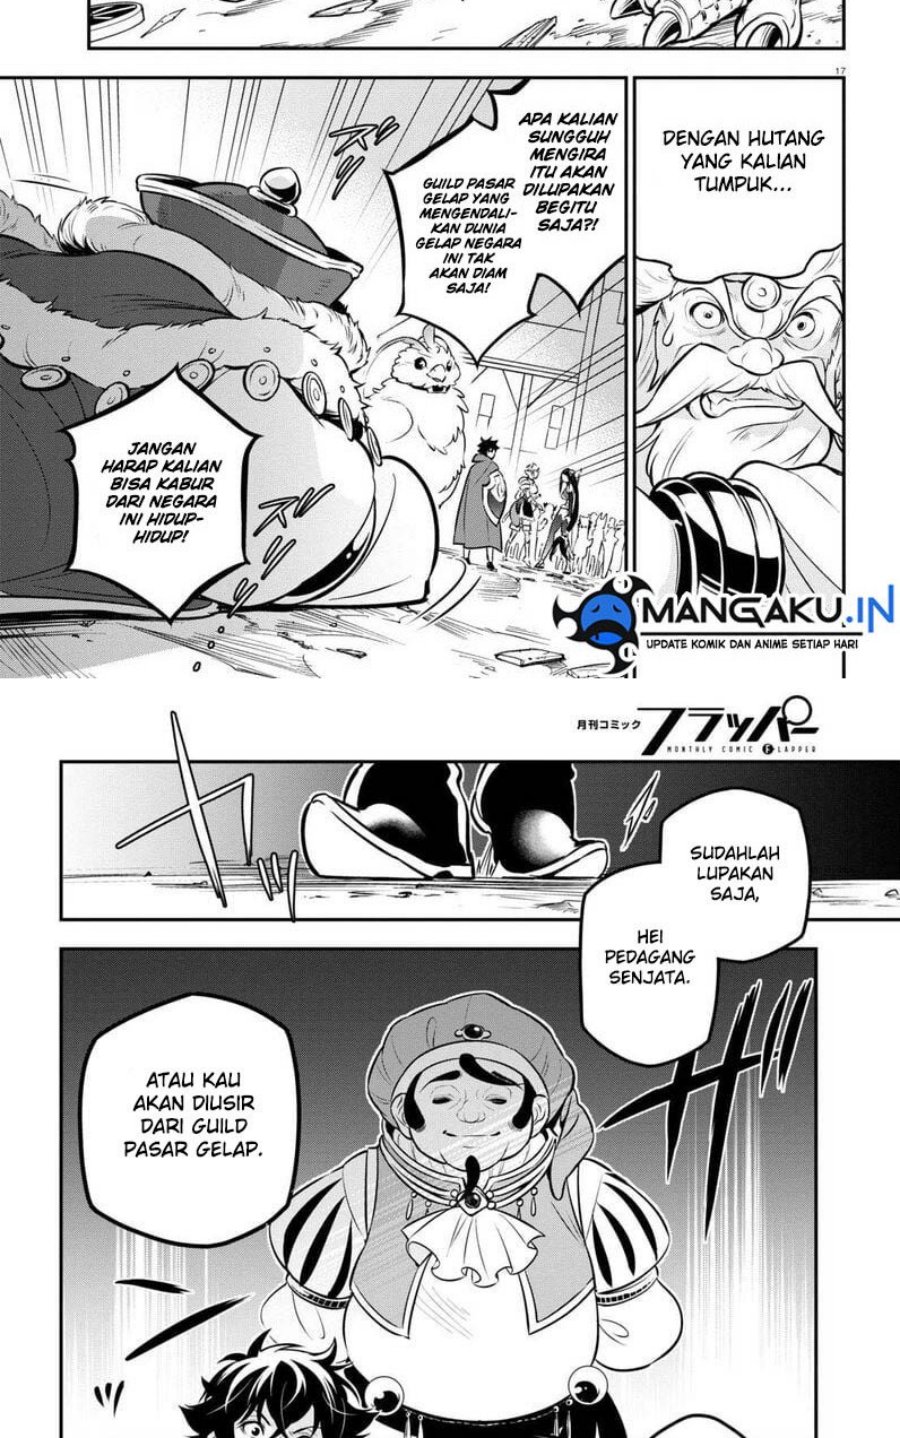 17
DENGAN HUTANG
YANG KALIAN
TUMPUK...
APA KALIAN
SUNGGUH
MENGIRA
ITU AKAN
DILUPAKAN
BEGITU
SAJA?!
GUILD PASAR
GELAP YANG
MENGENDALI-
KAN DUNIA
GELAP NEGARA
INI TAK
AKAN DIAM
SAJA!
JANGAN
HARAP KALIAN
BISA KABUR
DARI NEGARA
INI HIDUP-
HIDUP!
MANGAKU.IN
UPDATE KOMIK DAN ANIME SETIAP HARI
月刊コミック フラッパー
MONTHLY COMIC FLAPPER
SUDAHLAH
LUPAKAN
SAJA,
HEI
PEDAGANG
SENJATA.
ATAU KAU
AKAN DIUSIR
DARI GUILD
PASAR GELAP.